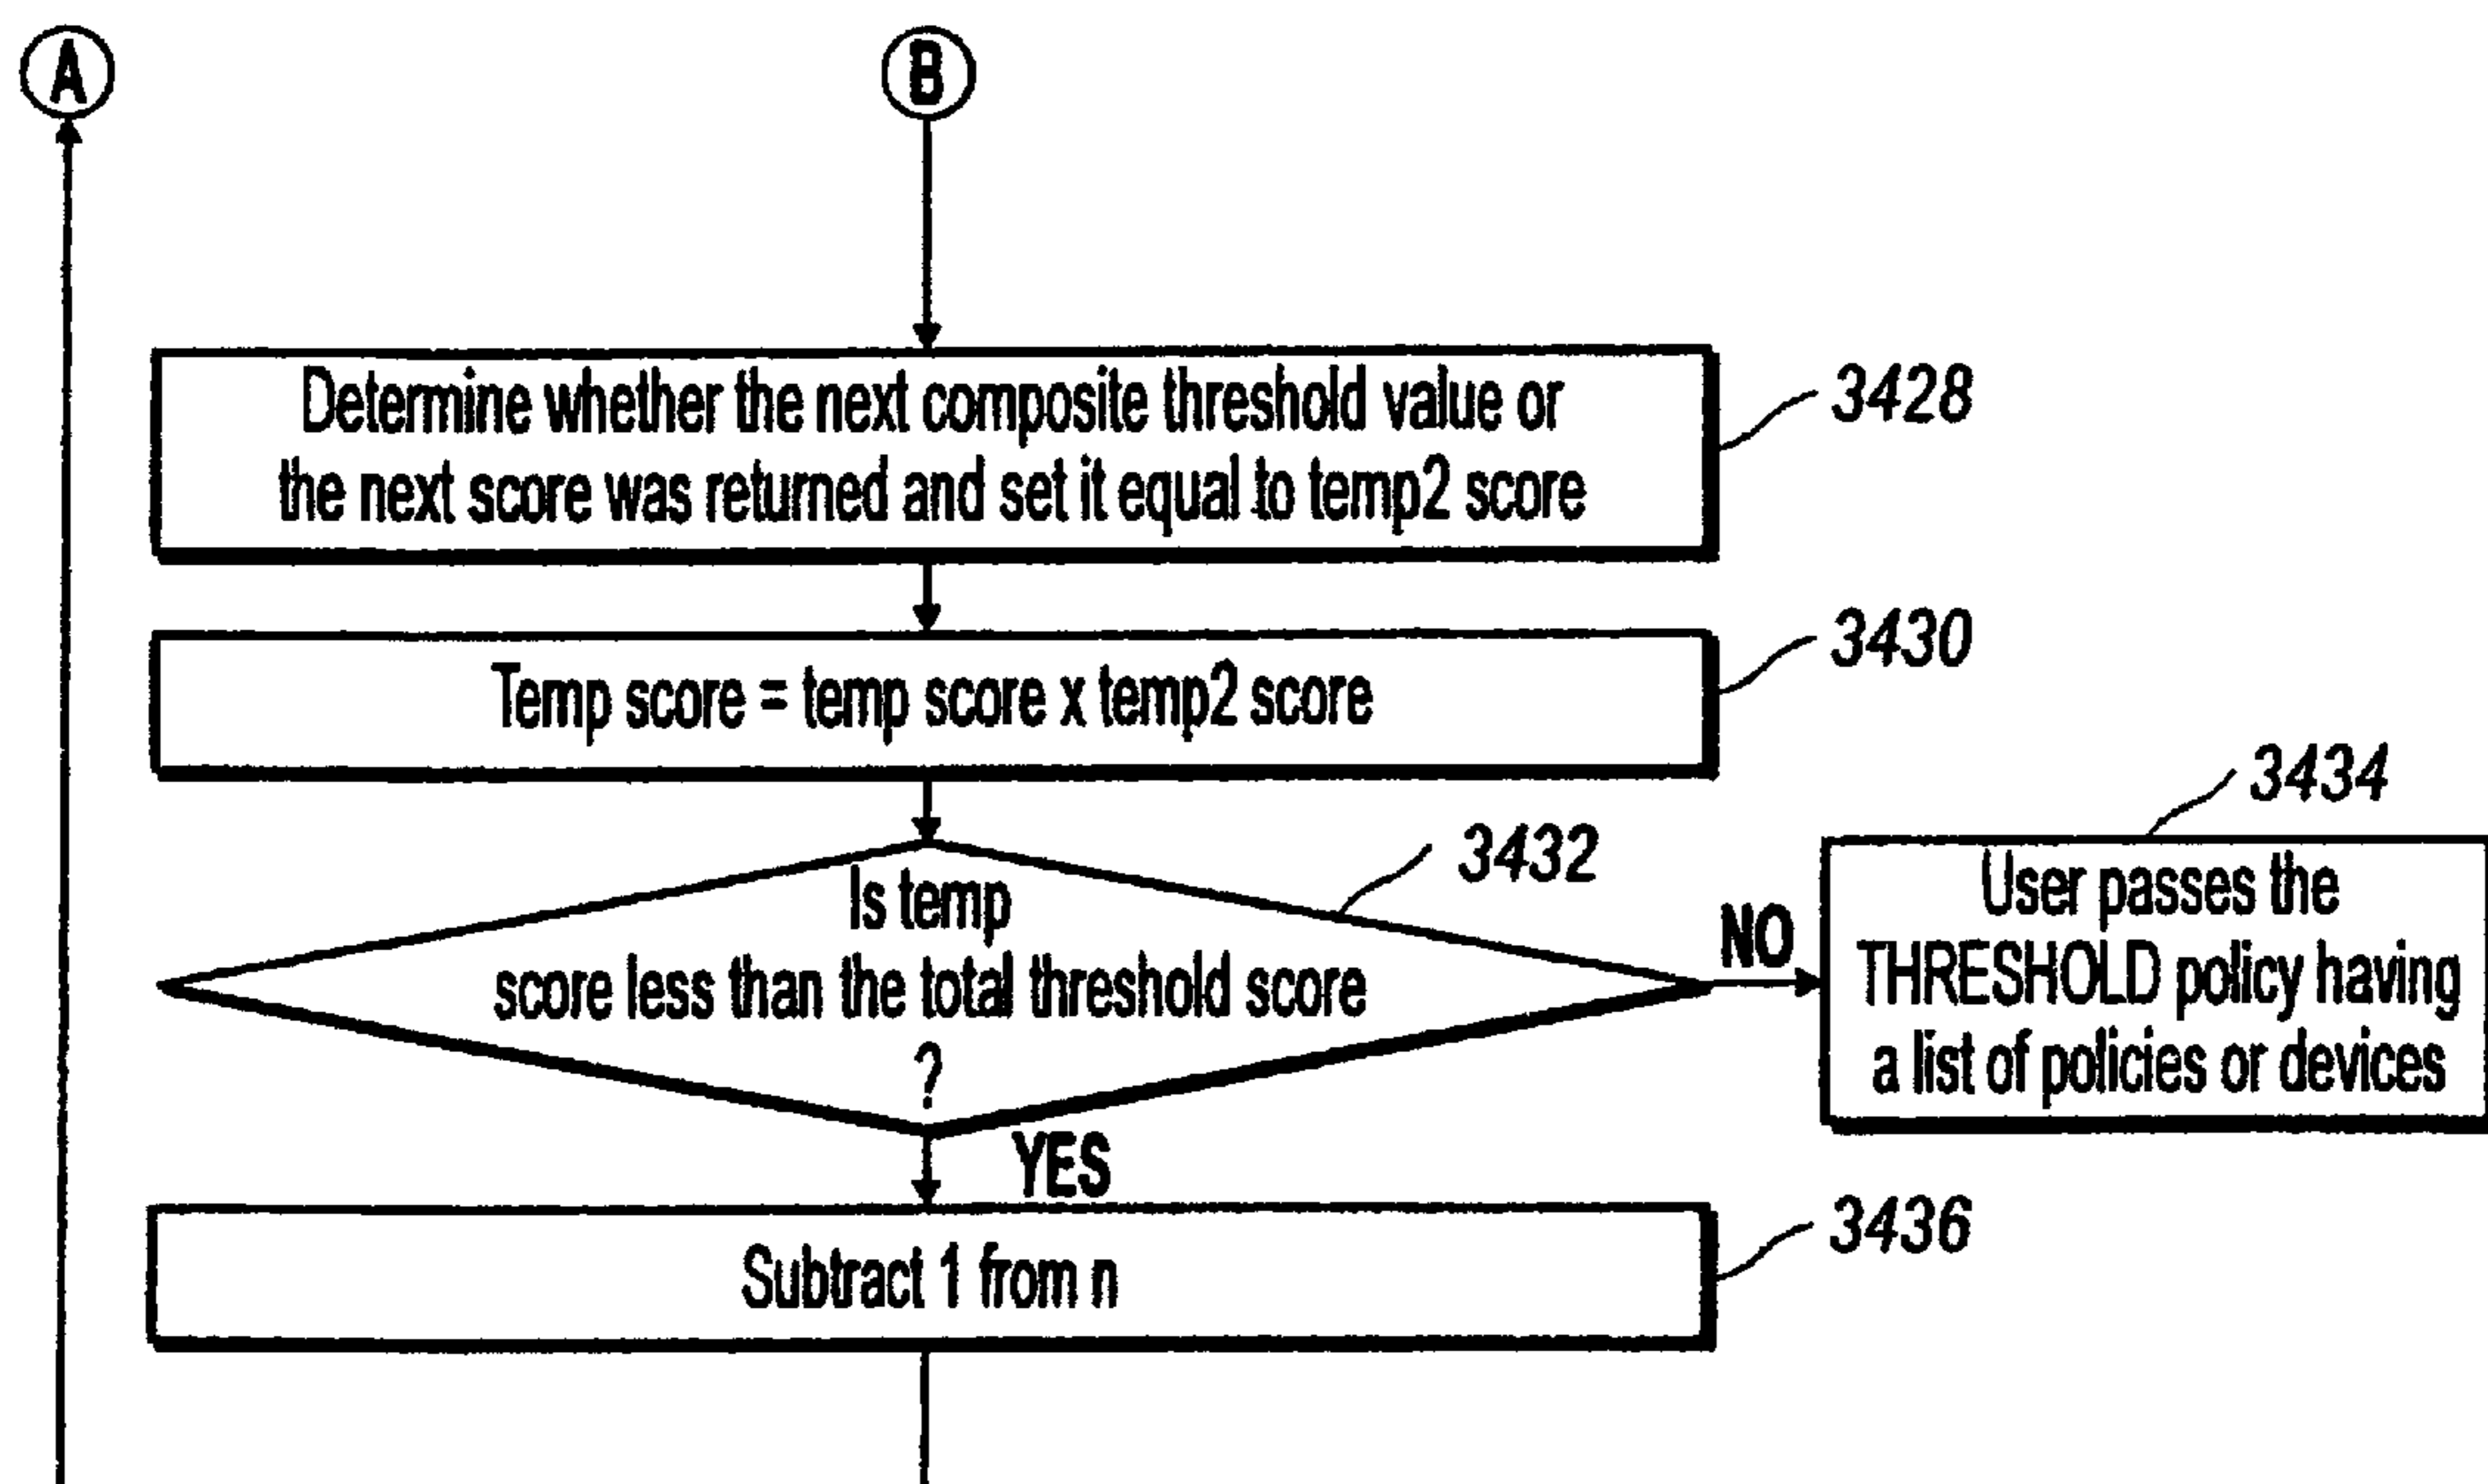 A
B
Determine whether the next composite threshold value or
the next score was returned and set it equal to temp2 score
3428
Temp score = temp score x temp2 score
3430
Is temp
score less than the total threshold score
?
3432
NO
User passes the
THRESHOLD policy having
a list of policies or devices
3434
YES
Subtract 1 from n
3436